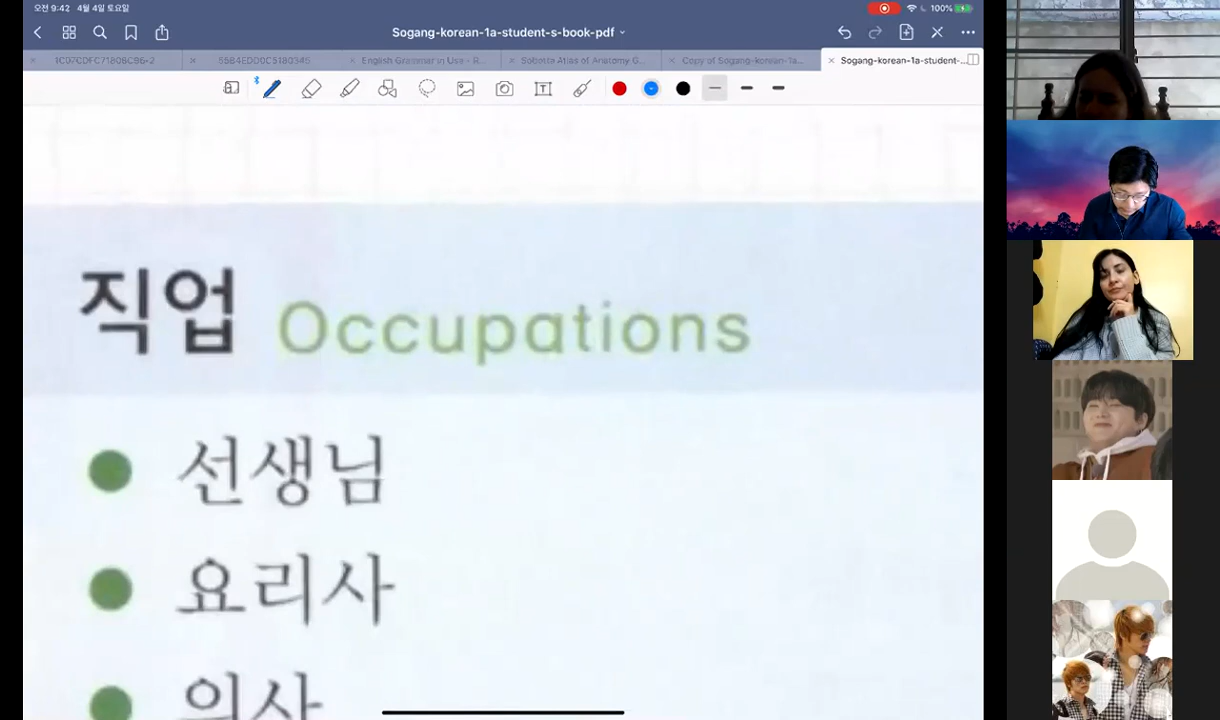 오전 9:42 4월 4일 토요일
100%
Sogang-korean-1a-student-s-book-pdf
English Grammar in Use - R...
Sobotta Atlas of Anatomy G...
Copy of Sogang-korean-1a...
Sogang-korean-1a-student-...
T
직업 Occupations
선생님
요리사
의사